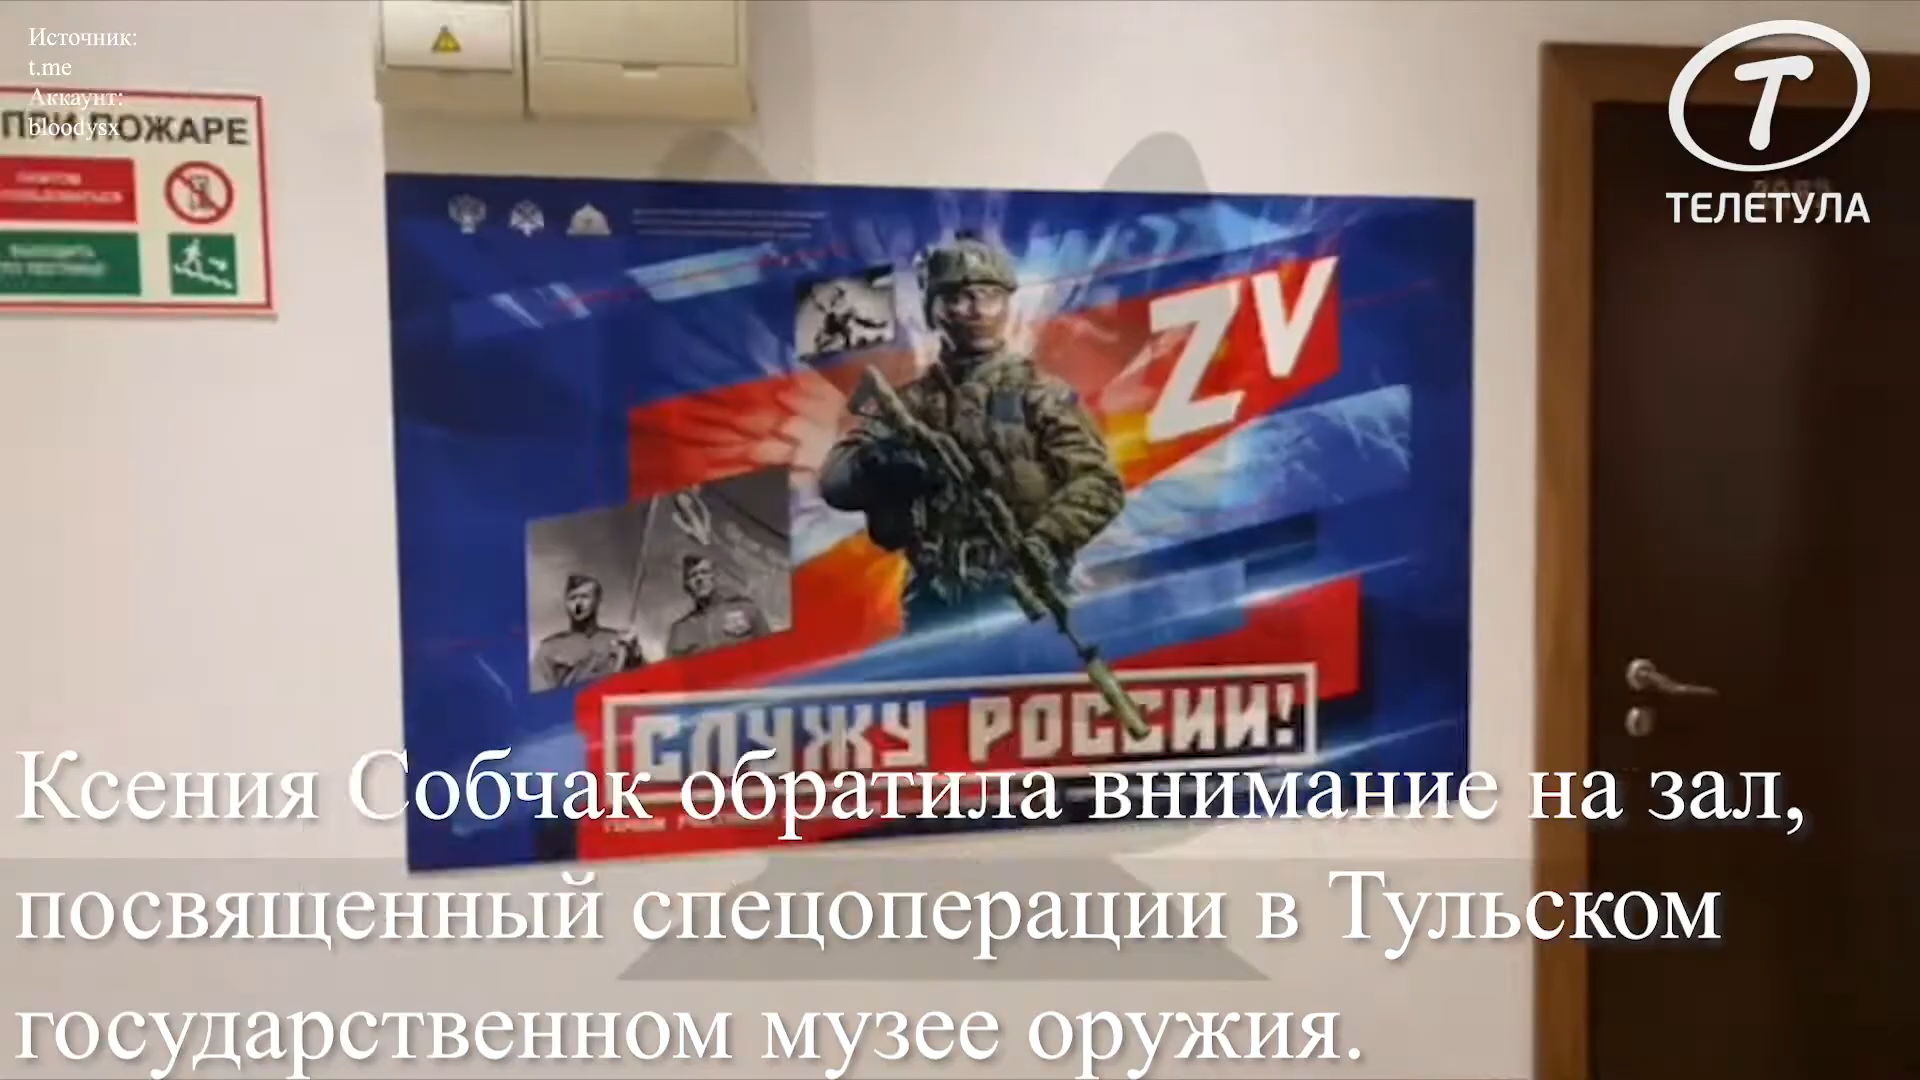 Источник:
t.me
Аккаунт:
bloodysx
ПРИ ПОЖАРЕ
ТЕЛЕТУЛА
ZV
СЛУЖУ РОССИИ!
Ксения Собчак обратила внимание на зал,
посвященный спецоперации в Тульском
государственном музее оружия.